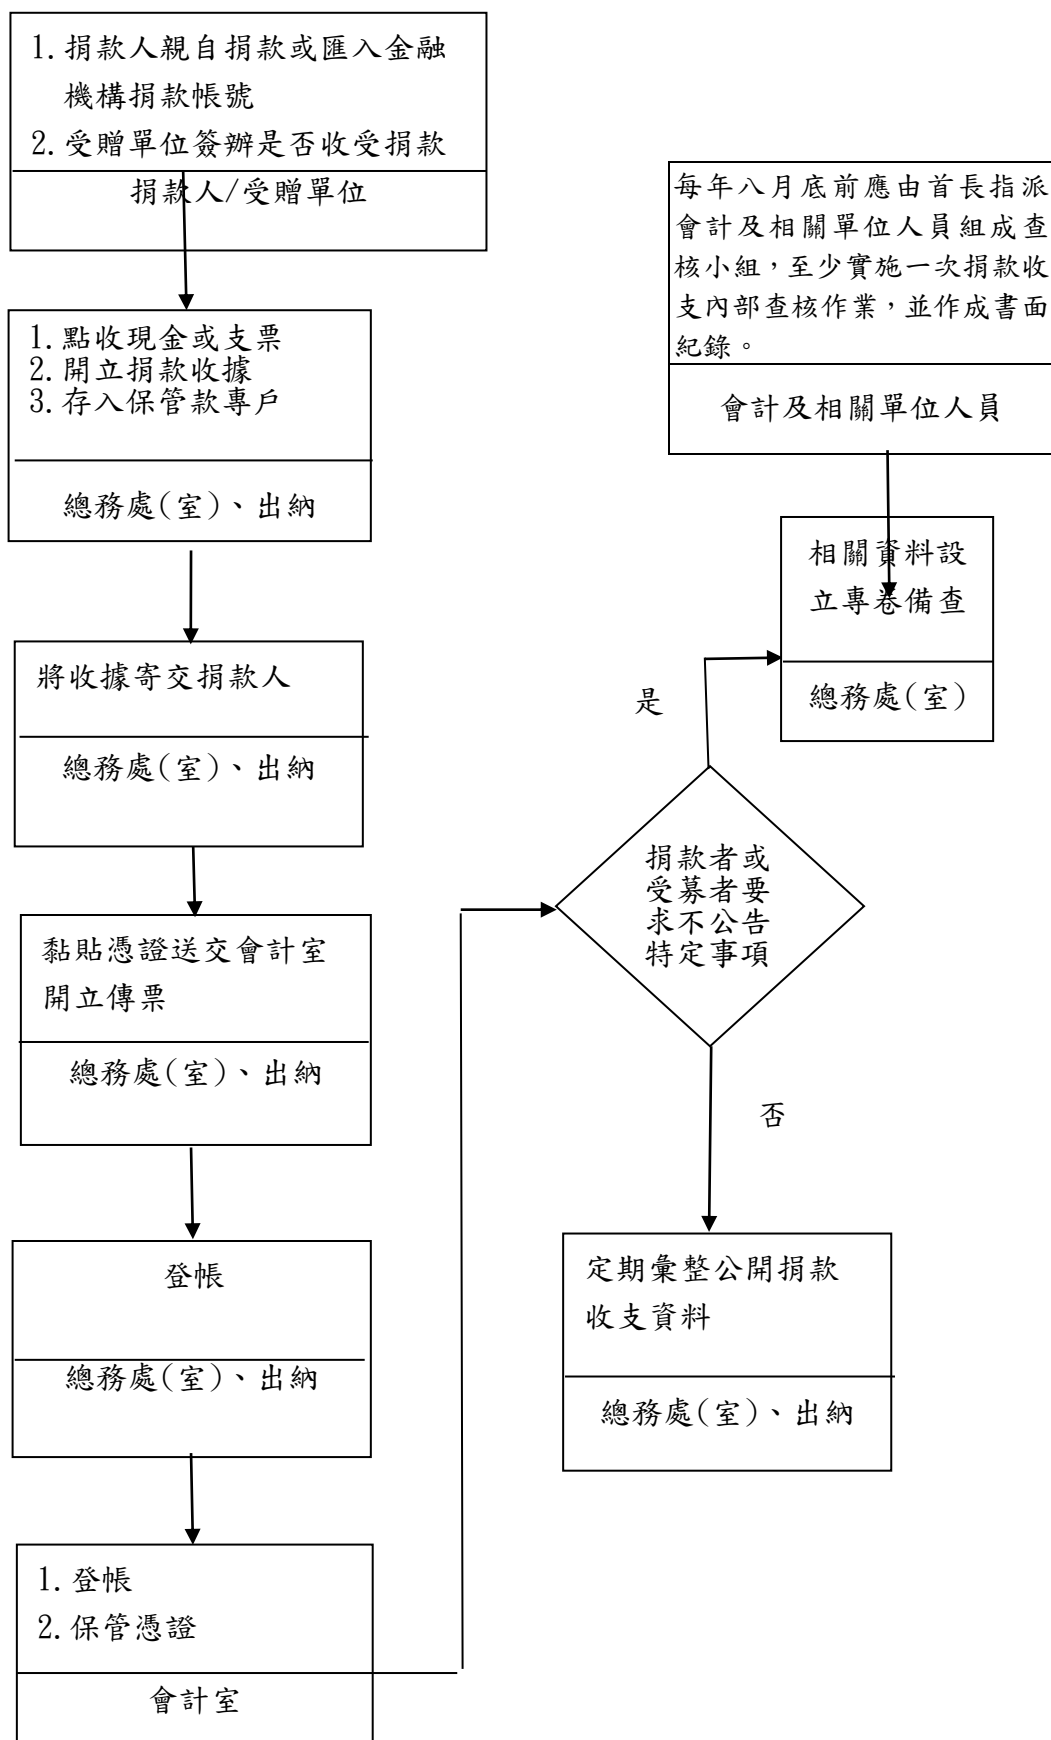 1. 捐款人親自捐款或匯入金融
機構捐款帳號
2. 受贈單位簽辦是否收受捐款
捐款人/受贈單位
1. 點收現金或支票
2. 開立捐款收據
3. 存入保管款專戶
總務處(室)、出納
將收據寄交捐款人
總務處(室)、出納
黏貼憑證送交會計室
開立傳票
總務處(室)、出納
登帳
總務處(室)、出納
1. 登帳
2. 保管憑證
會計室
每年八月底前應由首長指派
會計及相關單位人員組成查
核小組，至少實施一次捐款收
支內部查核作業，並作成書面
紀錄。
會計及相關單位人員
相關資料設
立專卷備查
總務處(室)
是
捐款者或
受募者要
求不公告
特定事項
否
定期彙整公開捐款
收支資料
總務處(室)、出納